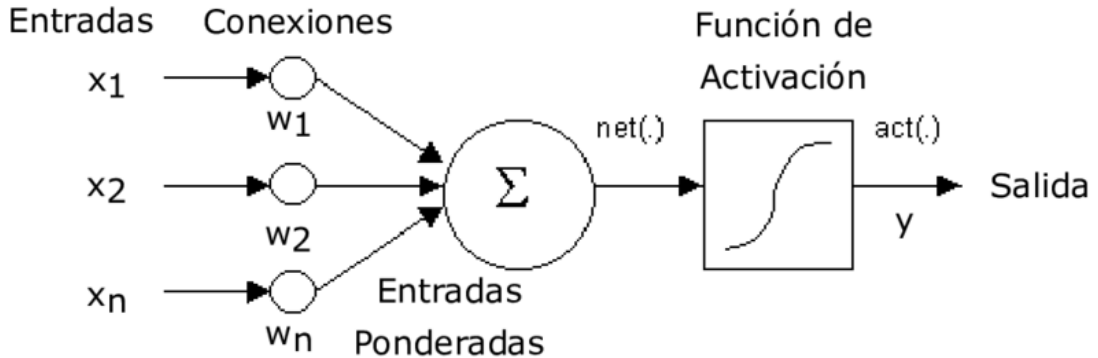 Entradas
Conexiones
Función de
Activación
x1
w1
x2
w2
xn
wn
Σ
Entradas
Ponderadas
net(.)
act(.)
y
Salida